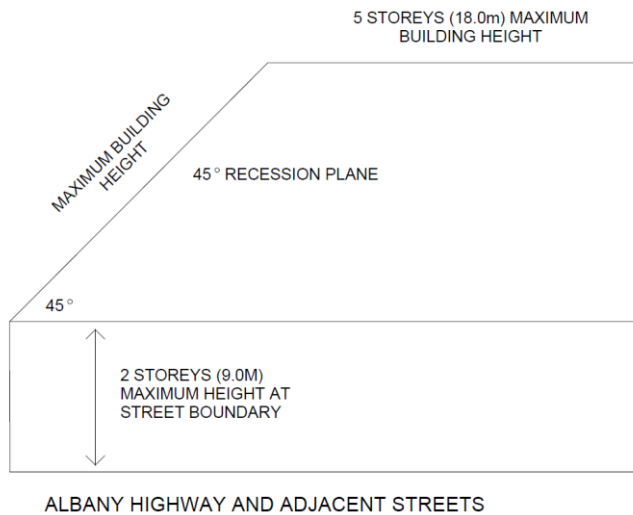 5 STOREYS (18.0m) MAXIMUM
BUILDING HEIGHT
MAXIMUM BUILDING
HEIGHT
45° RECESSION PLANE
45°
2 STOREYS (9.0M)
MAXIMUM HEIGHT AT
STREET BOUNDARY
ALBANY HIGHWAY AND ADJACENT STREETS